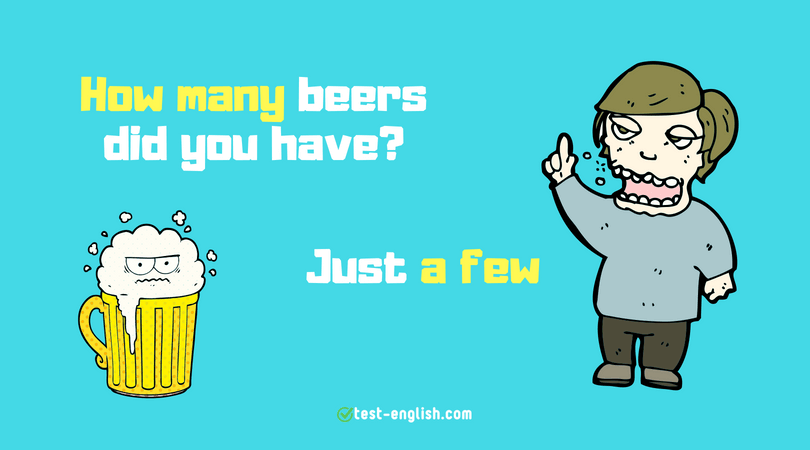 How many beers
did you have?
Just a few
test-english.com